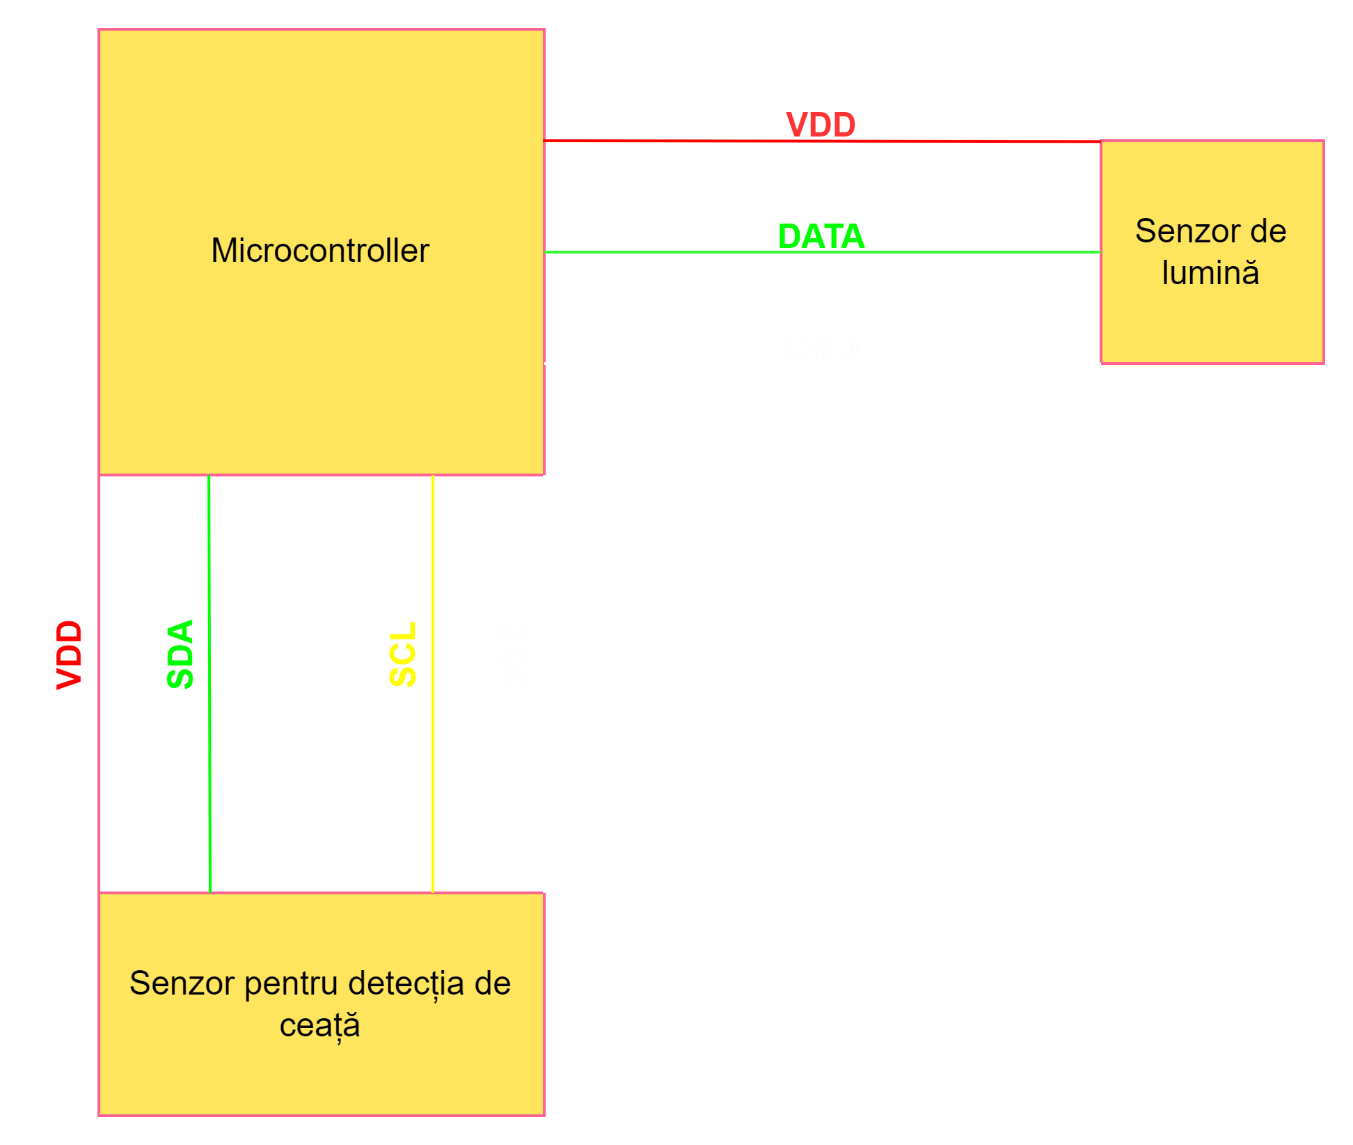 VDD
Microcontroller
DATA
Senzor de
lumină
VDD
SDA
SCL
Senzor pentru detecția de
ceață